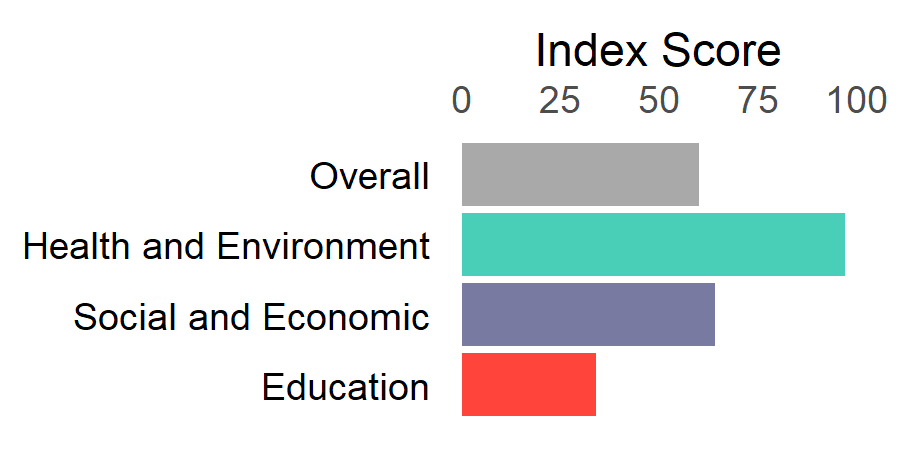 Index Score
0 25 50 75 100
Overall
Health and Environment
Social and Economic
Education